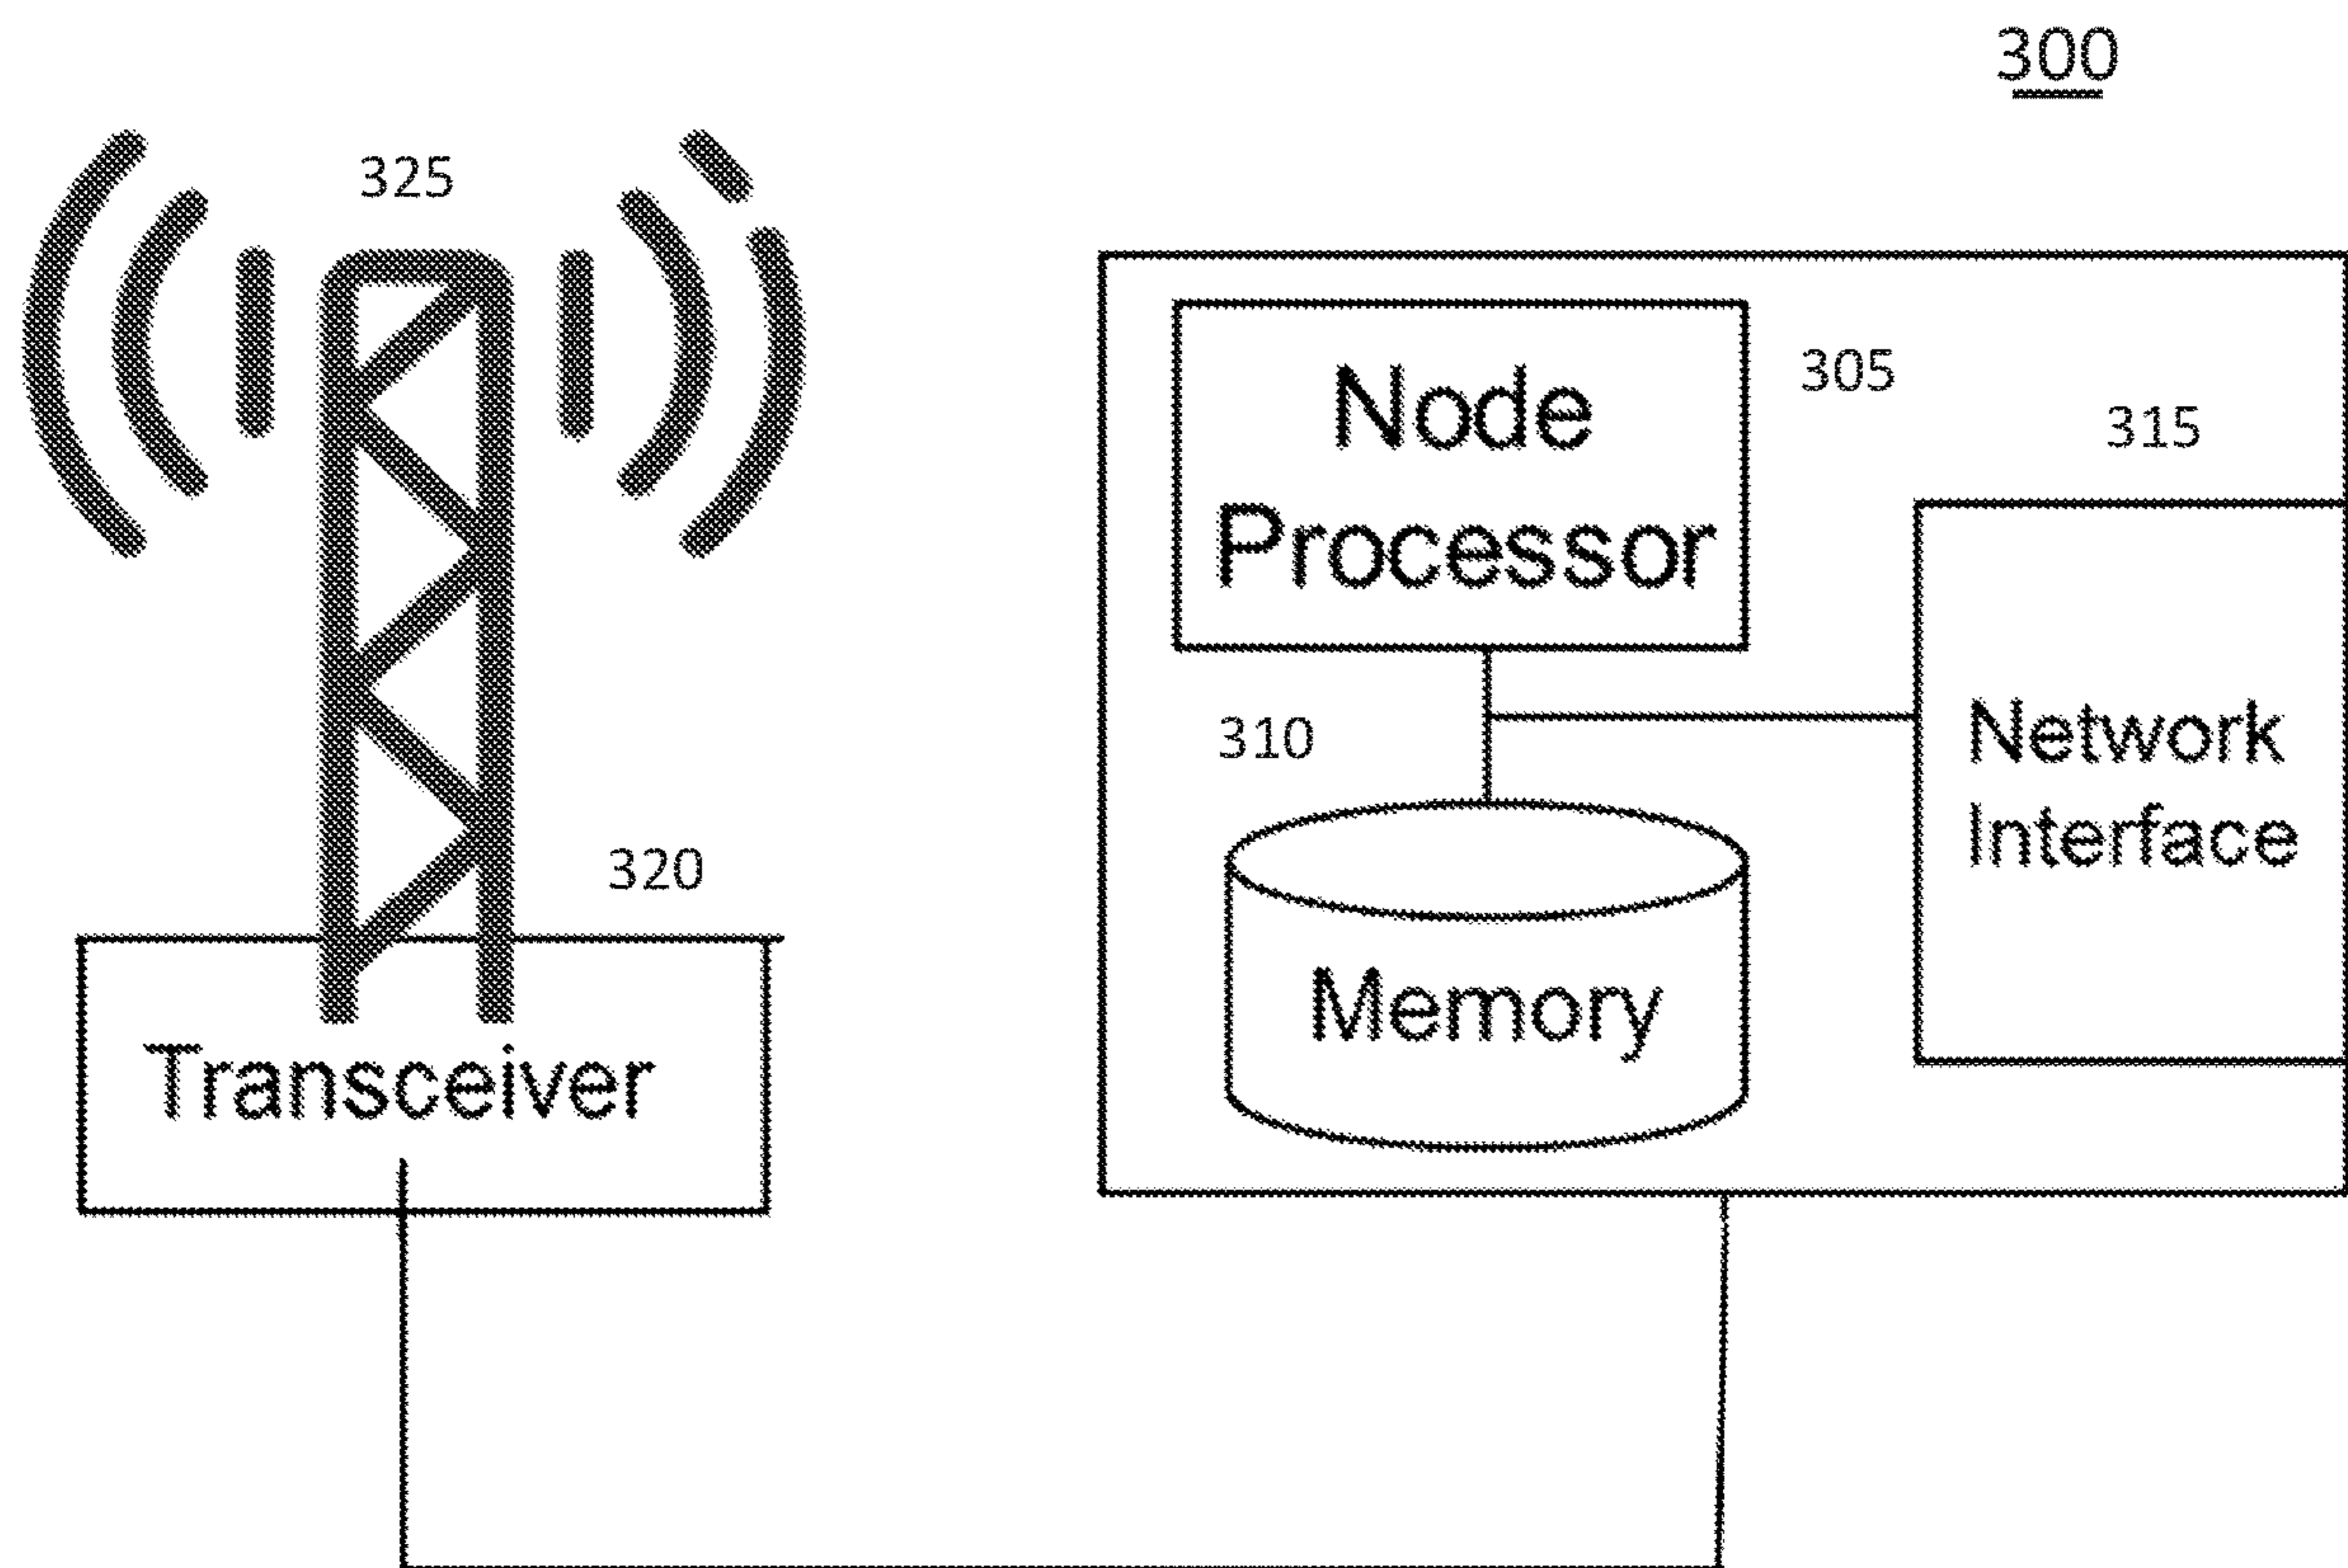 300
325
Node
Processor
305
315
310
Network
Interface
320
Memory
Transceiver